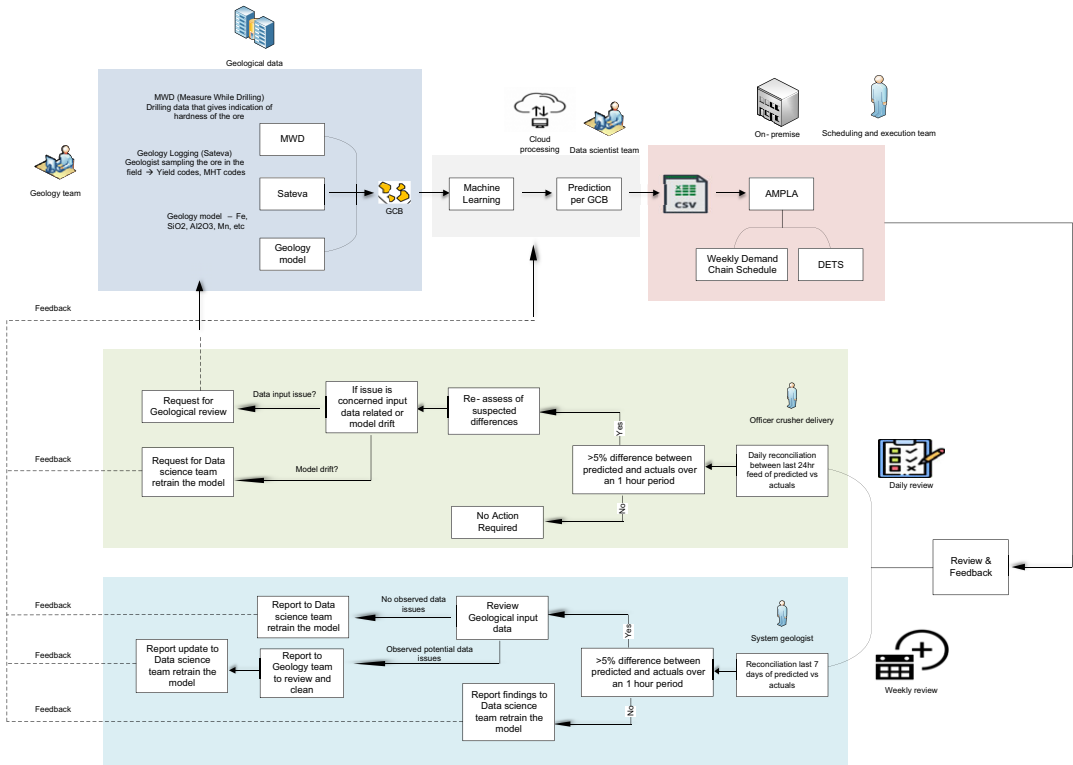 Geological data
MWD (Measure While Drilling)
Drilling data that gives indication of
hardness of the ore
MWD
Geology Logging (Sateva)
Geologist sampling the ore in the
field → Yield codes, MHT codes
Sateva
Geology model – Fe,
SiO2, Al2O3, Mn, etc
Geology
model
Geology team
GCB
Cloud
processing
Data scientist team
Machine
Learning
Prediction
per GCB
On- premise
Scheduling and execution team
CSV
AMPLA
Weekly Demand
Chain Schedule
DETS
Feedback
Request for
Geological review
Data input issue?
If issue is
concerned input
data related or
model drift
Re- assess of
suspected
differences
Yes
Officer crusher delivery
>5% difference between
predicted and actuals over
an 1 hour period
Daily reconciliation
between last 24hr
feed of predicted vs
actuals
Feedback
Request for Data
science team
retrain the model
Model drift?
No
No Action
Required
Daily review
Review &
Feedback
Feedback
Report to Data
science team
retrain the model
No observed data
issues
Review
Geological input
data
Yes
System geologist
Feedback
Report update to
Data science
team retrain the
model
Report to
Geology team
to review and
clean
Observed potential data
issues
>5% difference between
predicted and actuals over
an 1 hour period
Reconciliation last 7
days of predicted vs
actuals
Weekly review
Feedback
Report findings to
Data science
team retrain the
model
No